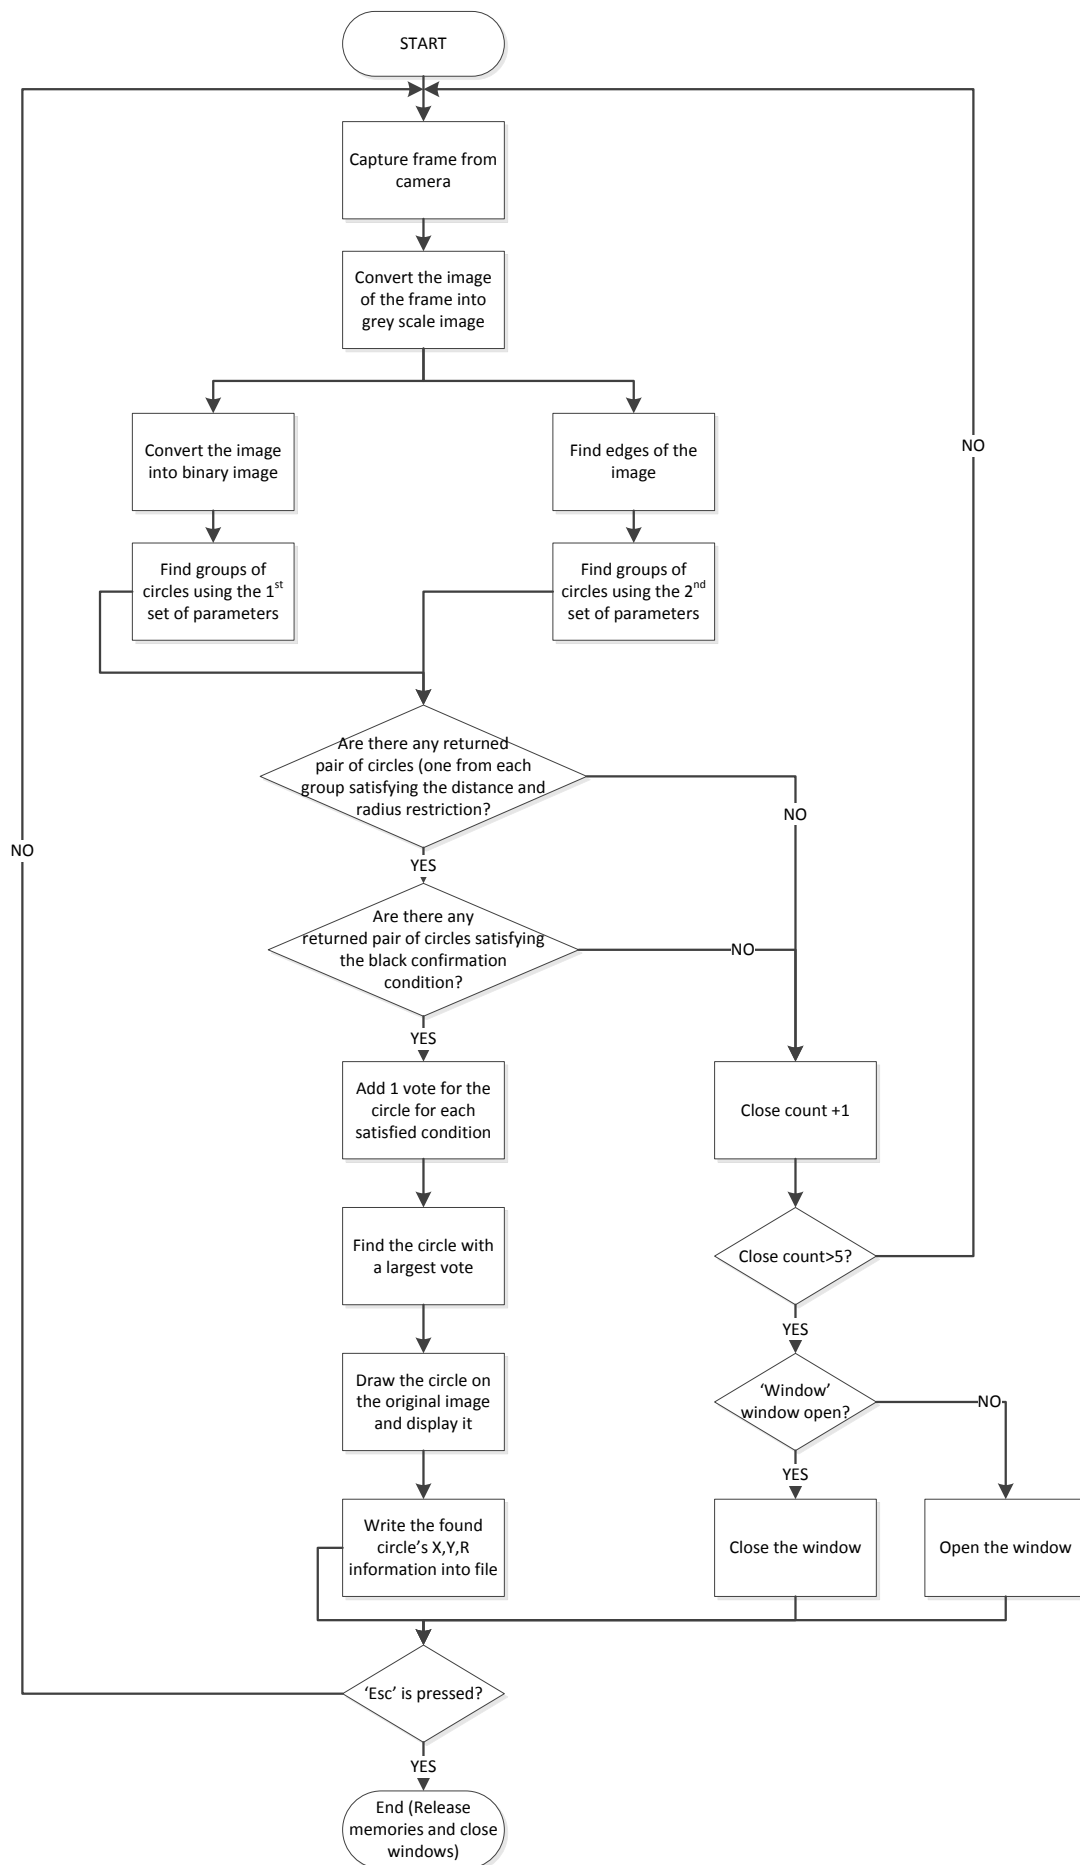 START
Capture frame from
camera
Convert the image
of the frame into
grey scale image
Convert the image
into binary image
Find edges of the
image
NO
Find groups of
circles using the 1st
set of parameters
Find groups of
circles using the 2nd
set of parameters
Are there any returned
pair of circles (one from each
group satisfying the distance and
radius restriction?
NO
NO
YES
Are there any
returned pair of circles satisfying
the black confirmation
condition?
NO
YES
Add 1 vote for the
circle for each
satisfied condition
Close count +1
Find the circle with
a largest vote
Close count>5?
YES
Draw the circle on
the original image
and display it
‘Window’
window open?
NO
YES
Write the found
circle’s X,Y,R
information into file
Close the window
Open the window
‘Esc’ is pressed?
YES
End (Release
memories and close
windows)